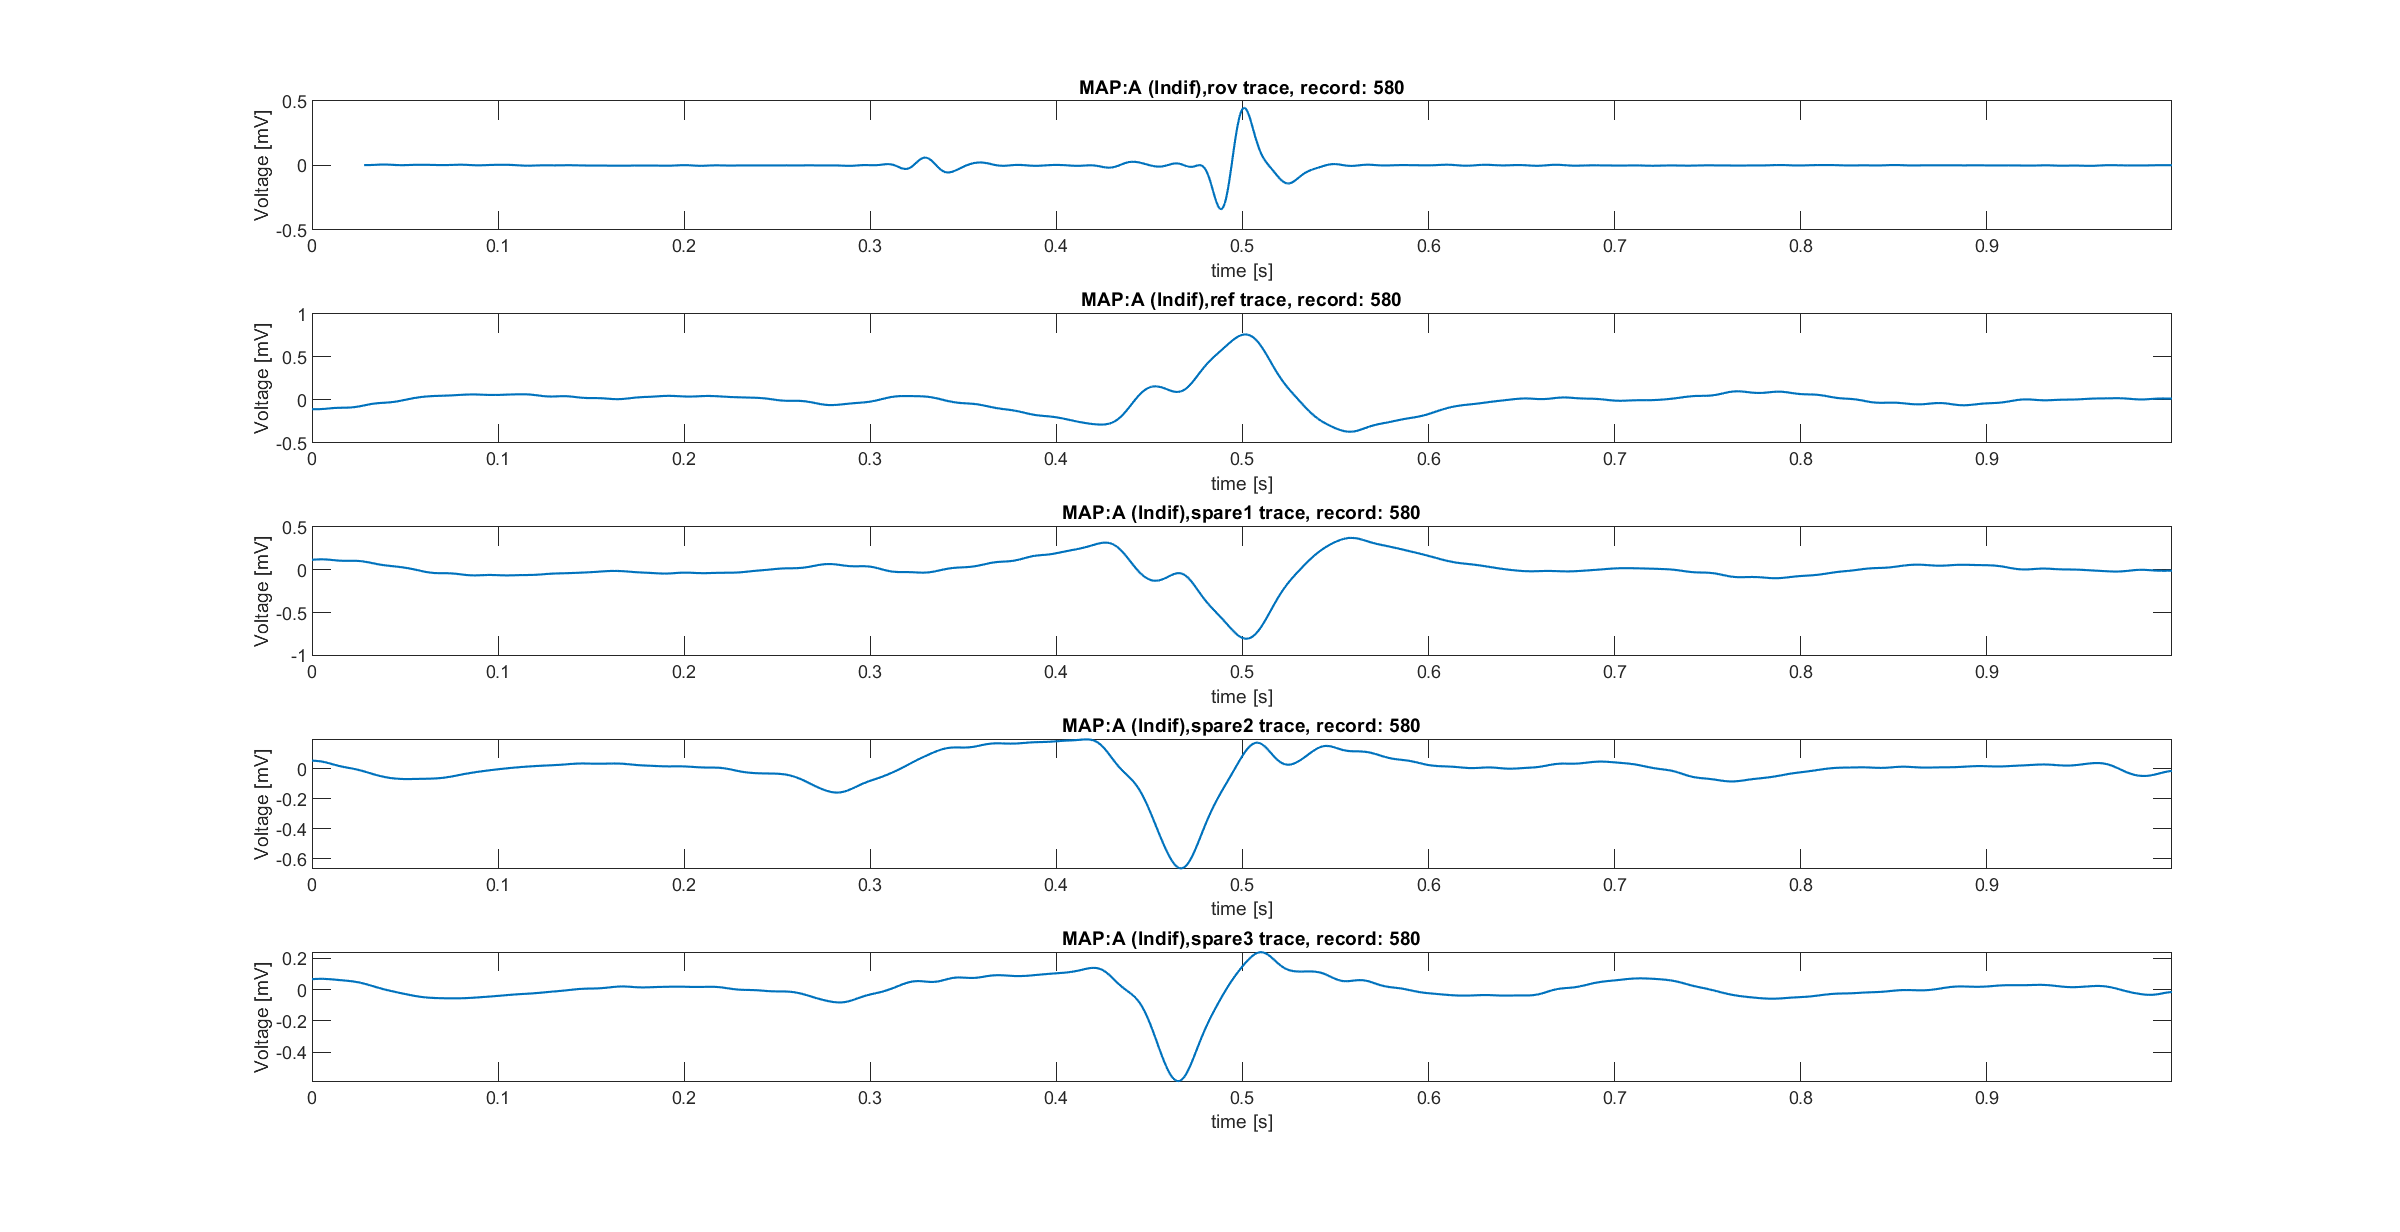 MAP:A (Indif),rov trace, record: 580
Voltage [mV]
0.5
0
-0.5
0 0.1 0.2 0.3 0.4 0.5 0.6 0.7 0.8 0.9
time [s]
MAP:A (Indif),ref trace, record: 580
Voltage [mV]
1
0.5
0
-0.5
0 0.1 0.2 0.3 0.4 0.5 0.6 0.7 0.8 0.9
time [s]
MAP:A (Indif),spare1 trace, record: 580
Voltage [mV]
0.5
0
-0.5
-1
0 0.1 0.2 0.3 0.4 0.5 0.6 0.7 0.8 0.9
time [s]
MAP:A (Indif),spare2 trace, record: 580
Voltage [mV]
0
-0.2
-0.4
-0.6
0 0.1 0.2 0.3 0.4 0.5 0.6 0.7 0.8 0.9
time [s]
MAP:A (Indif),spare3 trace, record: 580
Voltage [mV]
0.2
0
-0.2
-0.4
0 0.1 0.2 0.3 0.4 0.5 0.6 0.7 0.8 0.9
time [s]